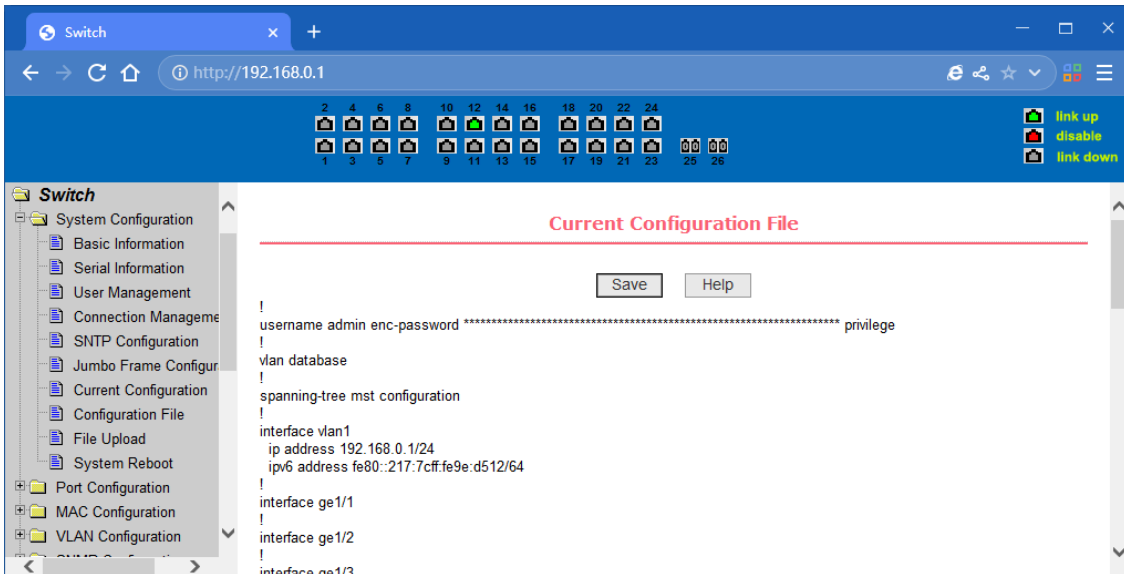 Switch
http://192.168.0.1
2 4 6 8 10 12 14 16 18 20 22 24
1 3 5 7 9 11 13 15 17 19 21 23 25 26
link up
disable
link down
Switch
System Configuration
Basic Information
Serial Information
User Management
Connection Manageme
SNTP Configuration
Jumbo Frame Configur
Current Configuration
Configuration File
File Upload
System Reboot
Port Configuration
MAC Configuration
VLAN Configuration
Current Configuration File
Save Help
!
username admin enc-password ******************************************************************** privilege
!
vlan database
!
spanning-tree mst configuration
!
interface vlan1
ip address 192.168.0.1/24
ipv6 address fe80::217:7cff:fe9e:d512/64
!
interface ge1/1
!
interface ge1/2
!
interface ge1/3